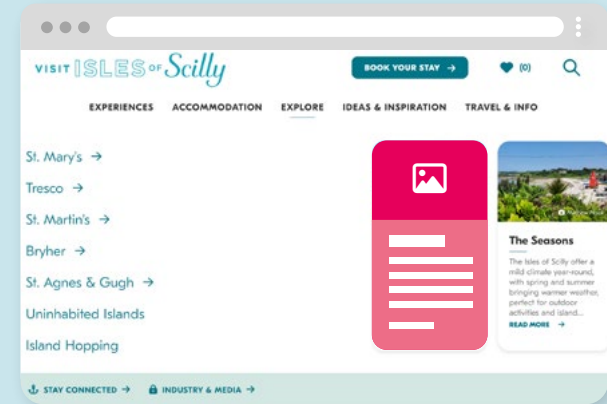 VISIT ISLES OF Scilly
BOOK YOUR STAY →
(0)
EXPERIENCES ACCOMMODATION EXPLORE IDEAS & INSPIRATION TRAVEL & INFO
St. Mary's →
Tresco →
St. Martin's →
Bryher →
St. Agnes & Gugh →
Uninhabited Islands
Island Hopping
The Seasons
The Isles of Scilly offer a
mild climate year-round,
with spring and summer
bringing warmer weather,
perfect for outdoor
activities and island...
READ MORE →
STAY CONNECTED → INDUSTRY & MEDIA →